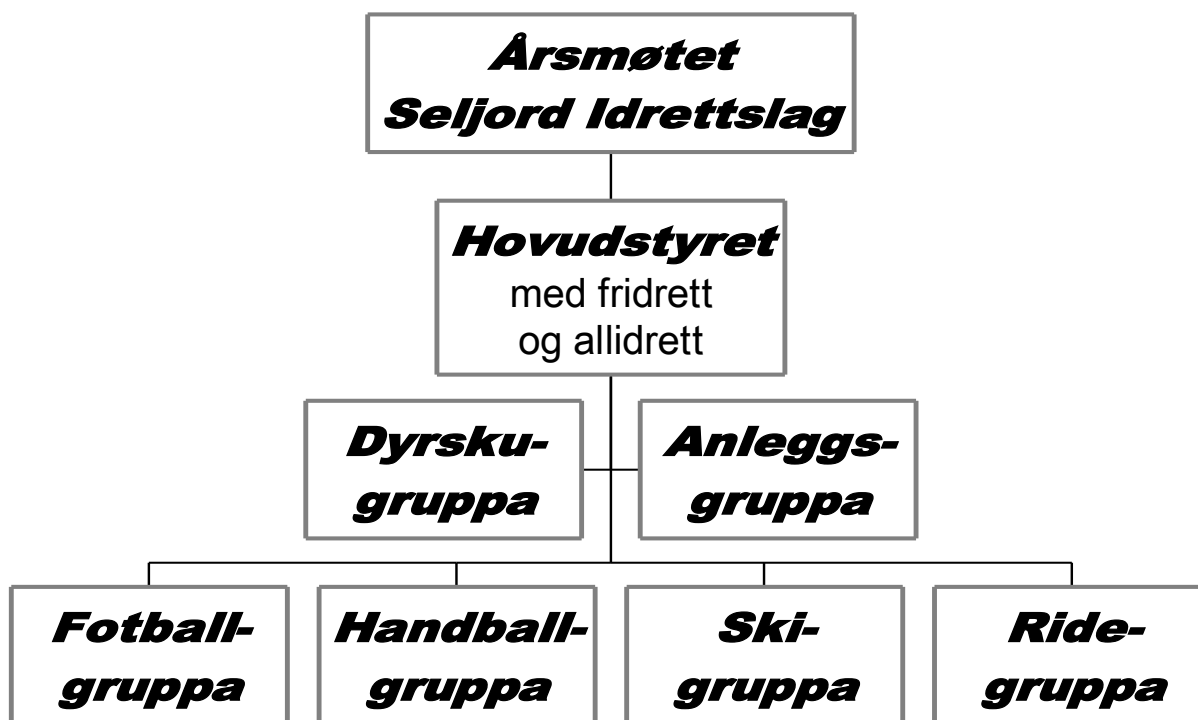 Årsmøtet
Seljord Idrettslag
Hovudstyret
med fridrett
og allidrett
Dyrsku-
gruppa
Anleggs-
gruppa
Fotball-
gruppa
Handball-
gruppa
Ski-
gruppa
Ride-
gruppa